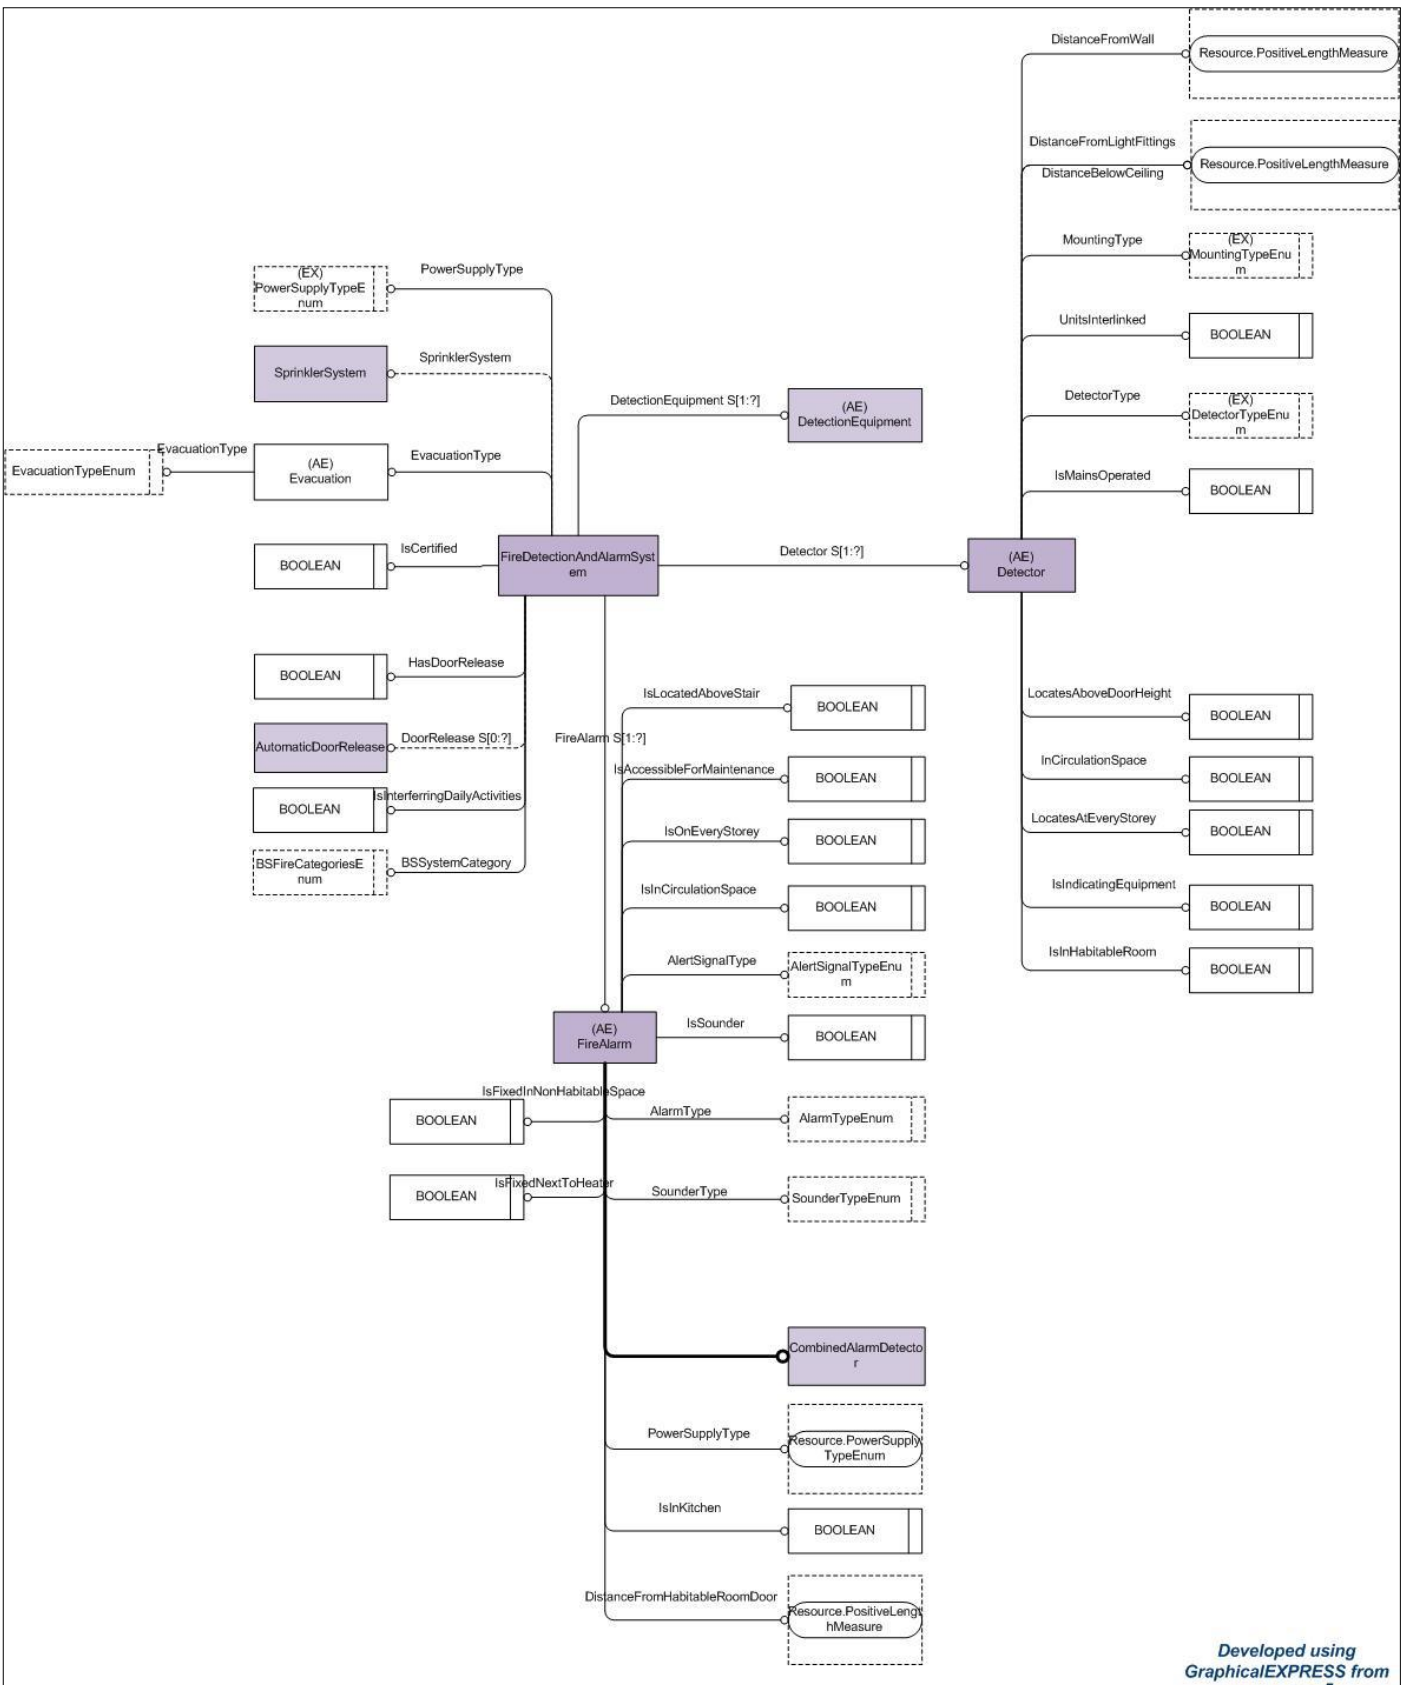 DistanceFromWall
Resource.PositiveLengthMeasure
DistanceFromLightFittings
Resource.PositiveLengthMeasure
DistanceBelowCeiling
MountingType
(EX)
MountingTypeEnu
m
PowerSupplyType
(EX)
PowerSupplyTypeE
num
UnitsInterlinked
BOOLEAN
SprinklerSystem
SprinklerSystem
DetectionEquipment S[1:?]
(AE)
DetectionEquipment
DetectorType
(EX)
DetectorTypeEnu
m
EvacuationType
EvacuationTypeEnum
(AE)
Evacuation
EvacuationType
IsMainsOperated
BOOLEAN
IsCertified
BOOLEAN
FireDetectionAndAlarmSyst
em
Detector S[1:?]
(AE)
Detector
HasDoorRelease
BOOLEAN
IsLocatedAboveStair
BOOLEAN
LocatesAboveDoorHeight
BOOLEAN
AutomaticDoorRelease
DoorRelease S[0:?]
FireAlarm S[1:?]
IsAccessibleForMaintenance
BOOLEAN
InCirculationSpace
BOOLEAN
IsInterferringDailyActivities
BOOLEAN
IsOnEveryStorey
BOOLEAN
LocatesAtEveryStorey
BOOLEAN
BSFireCategoriesE
num
BSSystemCategory
IsInCirculationSpace
BOOLEAN
IsIndicatingEquipment
BOOLEAN
AlertSignalType
AlertSignalTypeEnu
m
IsInHabitableRoom
BOOLEAN
(AE)
FireAlarm
IsSounder
BOOLEAN
IsFixedInNonHabitableSpace
BOOLEAN
AlarmType
AlarmTypeEnum
IsFixedNextToHeater
BOOLEAN
SounderType
SounderTypeEnum
CombinedAlarmDetecto
r
PowerSupplyType
Resource.PowerSupply
TypeEnum
IsInKitchen
BOOLEAN
DistanceFromHabitableRoomDoor
Resource.PositiveLengt
hMeasure
Developed using
GraphicalEXPRESS from